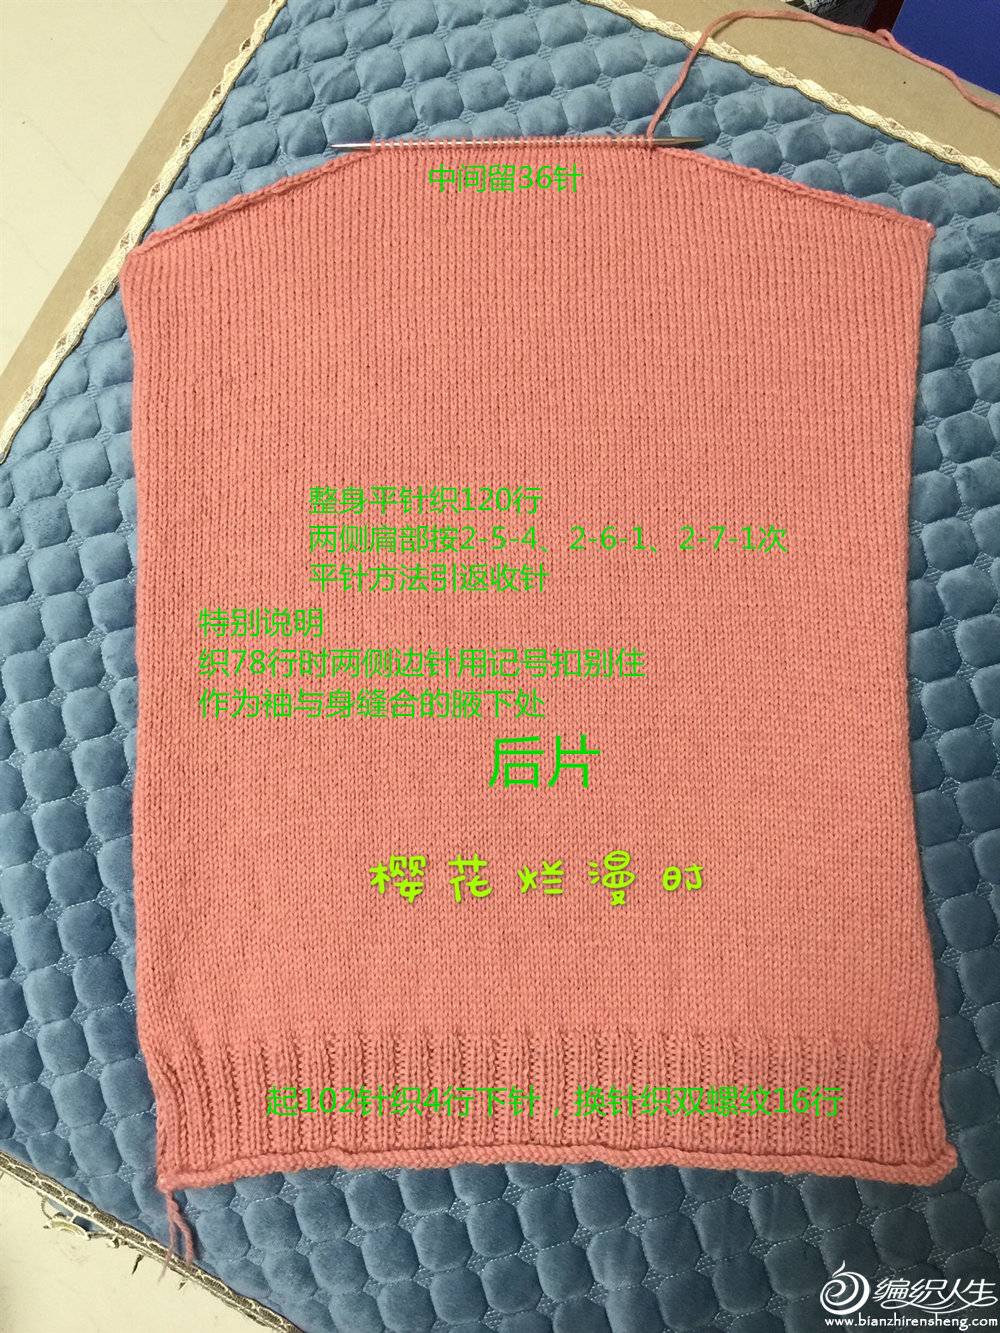 中间留36针
整身平针织120行
两侧肩部按2-5-4、2-6-1、2-7-1次
平针方法引返收针
特别说明
织78行时两侧边针用记号扣别住
作为袖与身缝合的腋下处
后片
樱花烂漫时
起102针织4行下针，换针织双螺纹16行
编织人生
www.bianzhirensheng.com